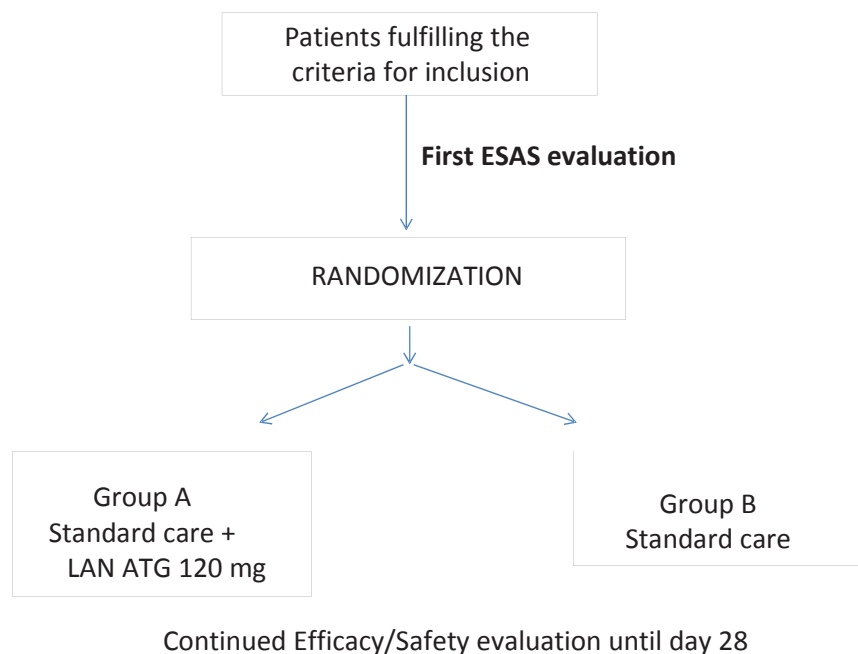 Patients fulfilling the
criteria for inclusion
First ESAS evaluation
RANDOMIZATION
Group A
Standard care +
LAN ATG 120 mg
Group B
Standard care
Continued Efficacy/Safety evaluation until day 28